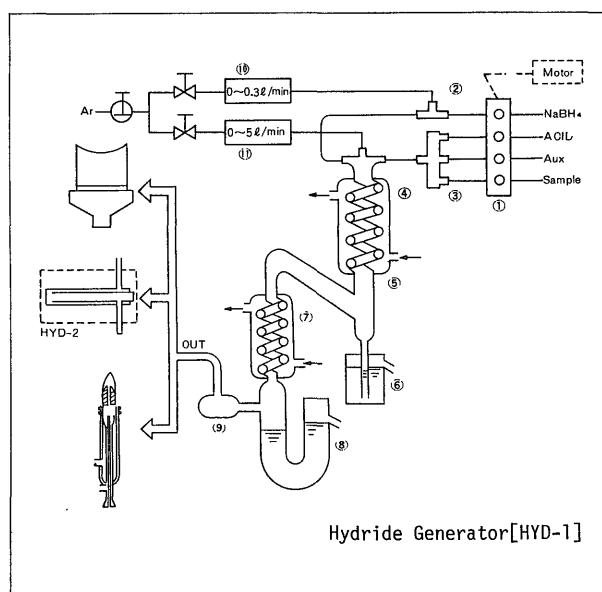 ⑩
②
Motor
Ar
0~0.3ℓ/min
NaBH₄
ACID
0~5ℓ/min
Aux
⑪
Sample
④
③
①
⑤
HYD-2
⑦
OUT
⑥
⑨
⑧
Hydride Generator[HYD-1]